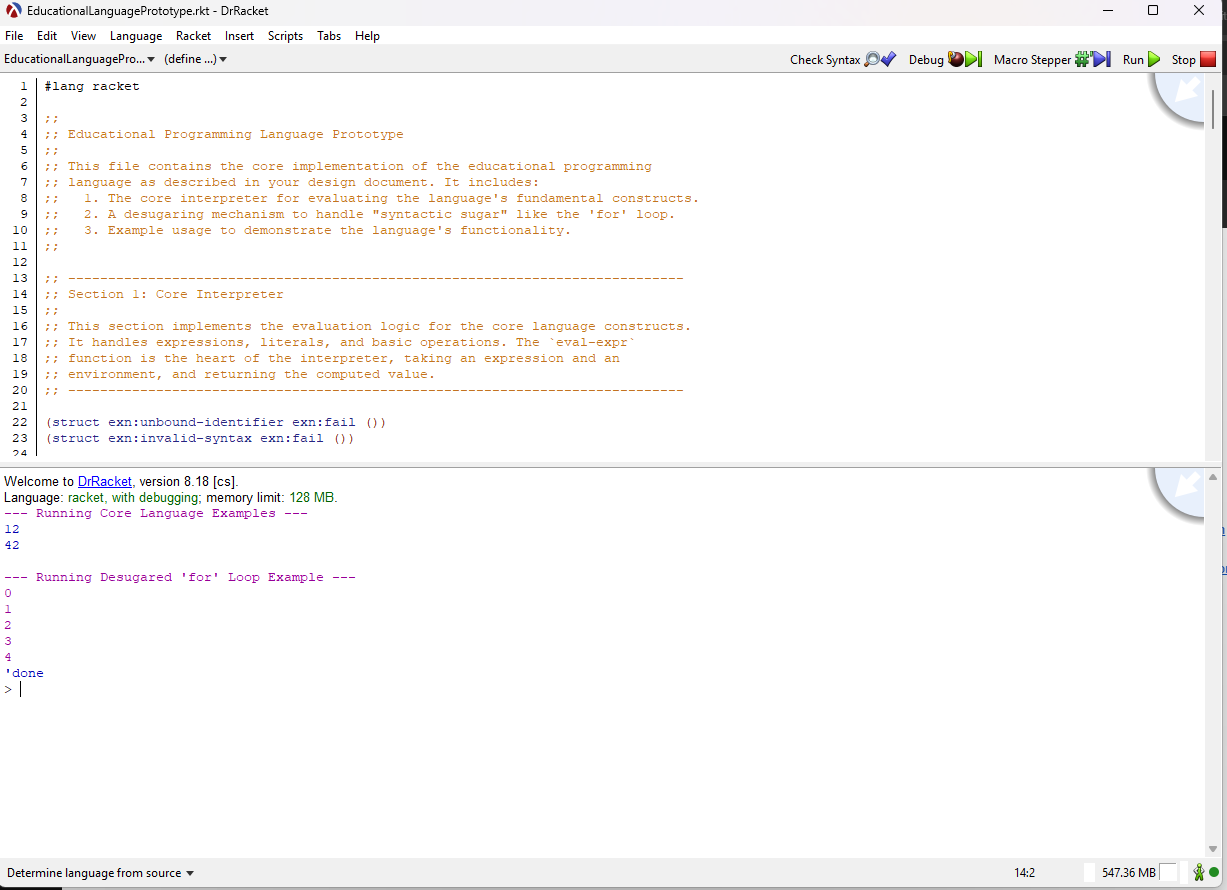 EducationalLanguagePrototype.rkt - DrRacket
File Edit View Language Racket Insert Scripts Tabs Help
EducationalLanguagePro... (define ...) Check Syntax Debug Macro Stepper Run Stop
1 #lang racket
2
3 ;;
4 ;; Educational Programming Language Prototype
5 ;;
6 ;; This file contains the core implementation of the educational programming
7 ;; language as described in your design document. It includes:
8 ;;   1. The core interpreter for evaluating the language's fundamental constructs.
9 ;;   2. A desugaring mechanism to handle "syntactic sugar" like the 'for' loop.
10 ;;   3. Example usage to demonstrate the language's functionality.
11 ;;
12
13 ;; -----------------------------------------------------------------------------
14 ;; Section 1: Core Interpreter
15 ;;
16 ;; This section implements the evaluation logic for the core language constructs.
17 ;; It handles expressions, literals, and basic operations. The `eval-expr`
18 ;; function is the heart of the interpreter, taking an expression and an
19 ;; environment, and returning the computed value.
20 ;; -----------------------------------------------------------------------------
21
22 (struct exn:unbound-identifier exn:fail ())
23 (struct exn:invalid-syntax exn:fail ())
24
Welcome to DrRacket, version 8.18 [cs].
Language: racket, with debugging; memory limit: 128 MB.
--- Running Core Language Examples ---
12
42
--- Running Desugared 'for' Loop Example ---
0
1
2
3
4
'done
>
Determine language from source 14:2 547.36 MB